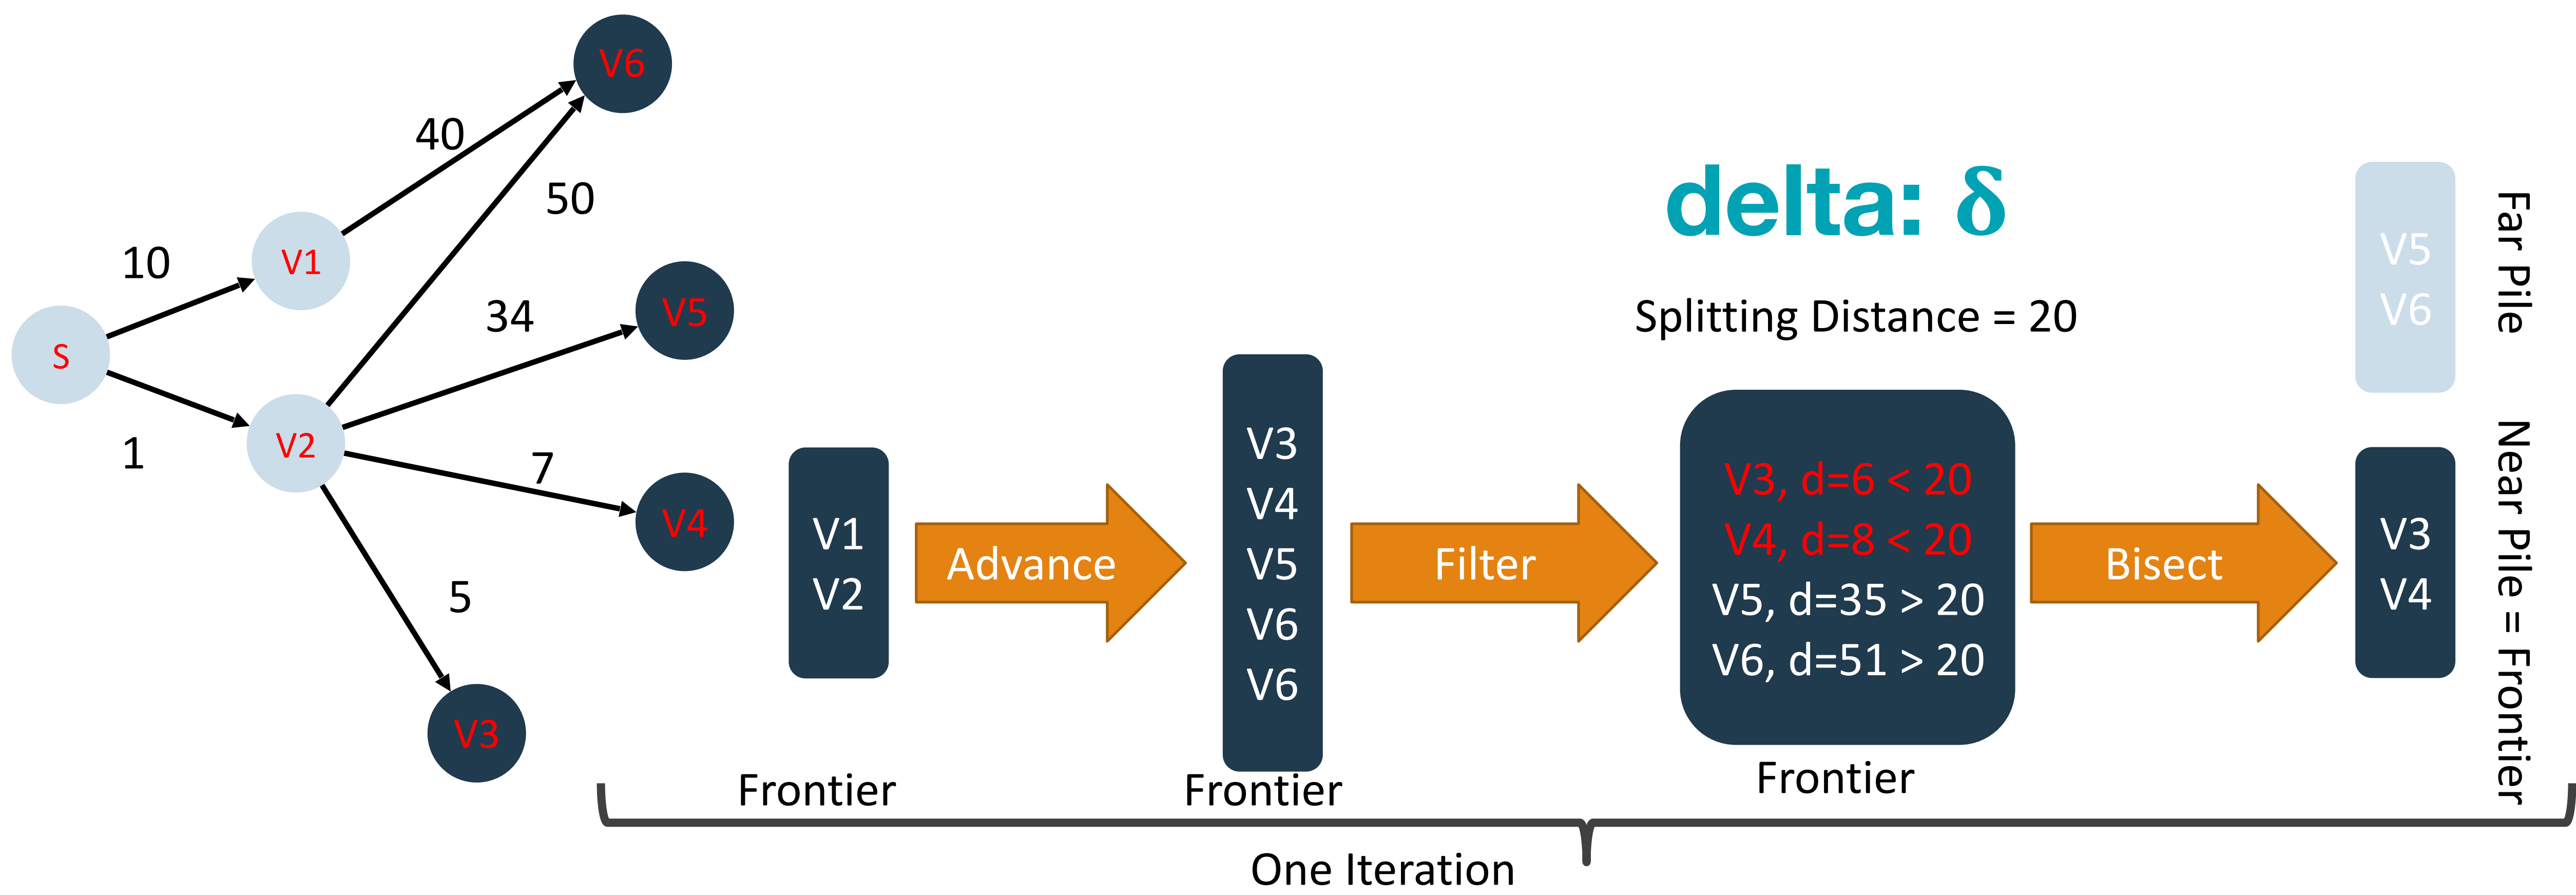 V6
40
50
10
V1
34
V5
S
1
V2
7
V4
5
V3
V1
V2
Frontier
Advance
V3
V4
V5
V6
V6
Frontier
Filter
delta: δ
Splitting Distance = 20
V3, d=6 < 20
V4, d=8 < 20
V5, d=35 > 20
V6, d=51 > 20
Frontier
Bisect
V5
V6
Far Pile
V3
V4
Near Pile = Frontier
One Iteration